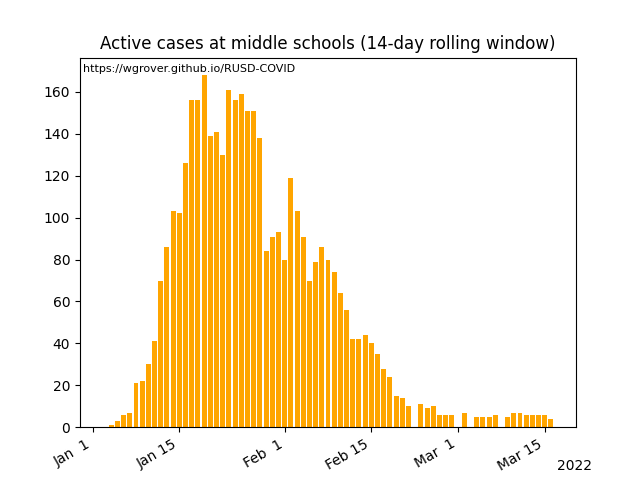 Active cases at middle schools (14-day rolling window)
https://wgrover.github.io/RUSD-COVID
160
140
120
100
80
60
40
20
0
Jan 1
Jan 15
Feb 1
Feb 15
Mar 1
Mar 15
2022